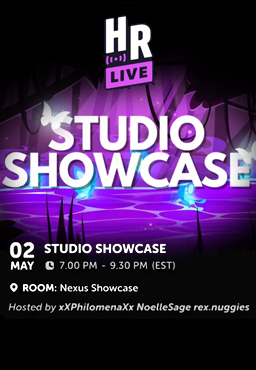 HR
LIVE
STUDIO
SHOWCASE
02 STUDIO SHOWCASE
MAY 7.00 PM - 9.30 PM (EST)
ROOM: Nexus Showcase
Hosted by xXPhilomenaXx NoelleSage rex.nuggies